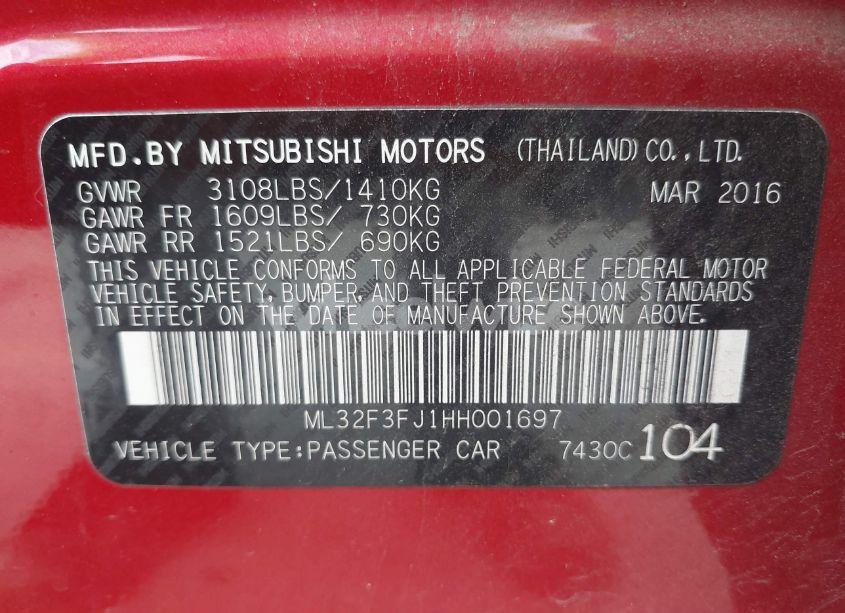 MFD.BY MITSUBISHI MOTORS (THAILAND) CO.,LTD.
GVWR 3108LBS/1410KG MAR 2016
GAWR FR 1609LBS/ 730KG
GAWR RR 1521LBS/ 690KG
THIS VEHICLE CONFORMS TO ALL APPLICABLE FEDERAL MOTOR
VEHICLE SAFETY, BUMPER, AND THEFT PREVENTION STANDARDS
IN EFFECT ON THE DATE OF MANUFACTURE SHOWN ABOVE.
ML32F3FJ1HH001697
VEHICLE TYPE:PASSENGER CAR 7430C 104